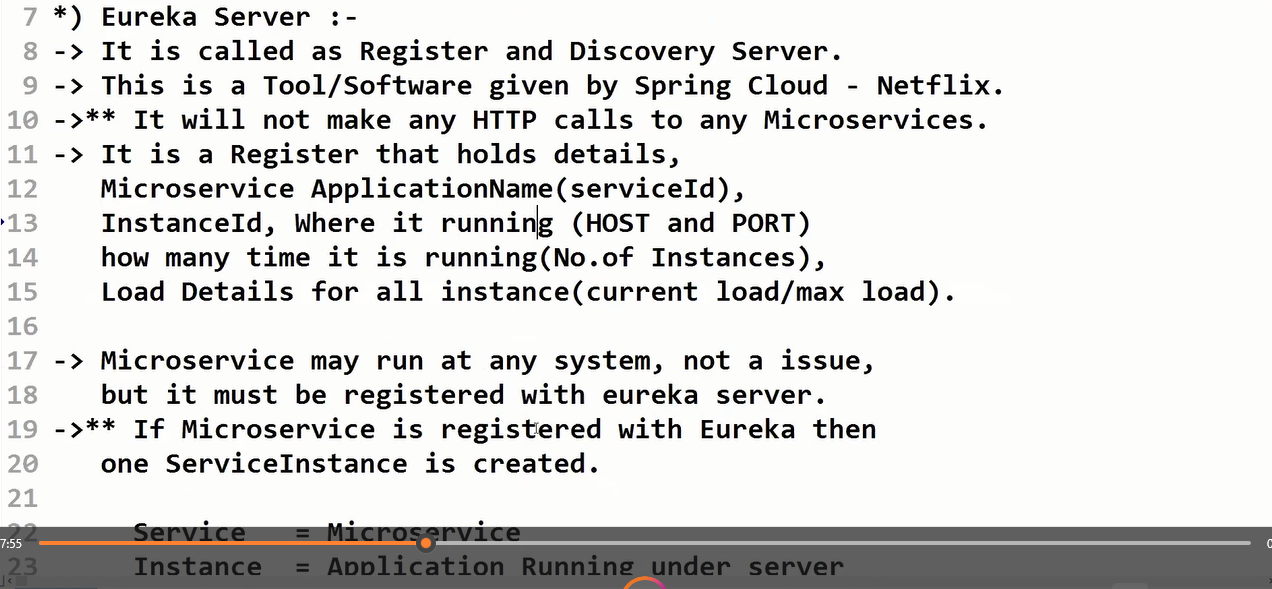 7 *) Eureka Server :-
8 -> It is called as Register and Discovery Server.
9 -> This is a Tool/Software given by Spring Cloud - Netflix.
10 ->** It will not make any HTTP calls to any Microservices.
11 -> It is a Register that holds details,
12 Microservice ApplicationName(serviceId),
13 InstanceId, Where it running (HOST and PORT)
14 how many time it is running(No.of Instances),
15 Load Details for all instance(current load/max load).
16
17 -> Microservice may run at any system, not a issue,
18 but it must be registered with eureka server.
19 ->** If Microservice is registered with Eureka then
20 one ServiceInstance is created.
21
22 Service = Microservice
7:55
23 Instance = Application Running under server